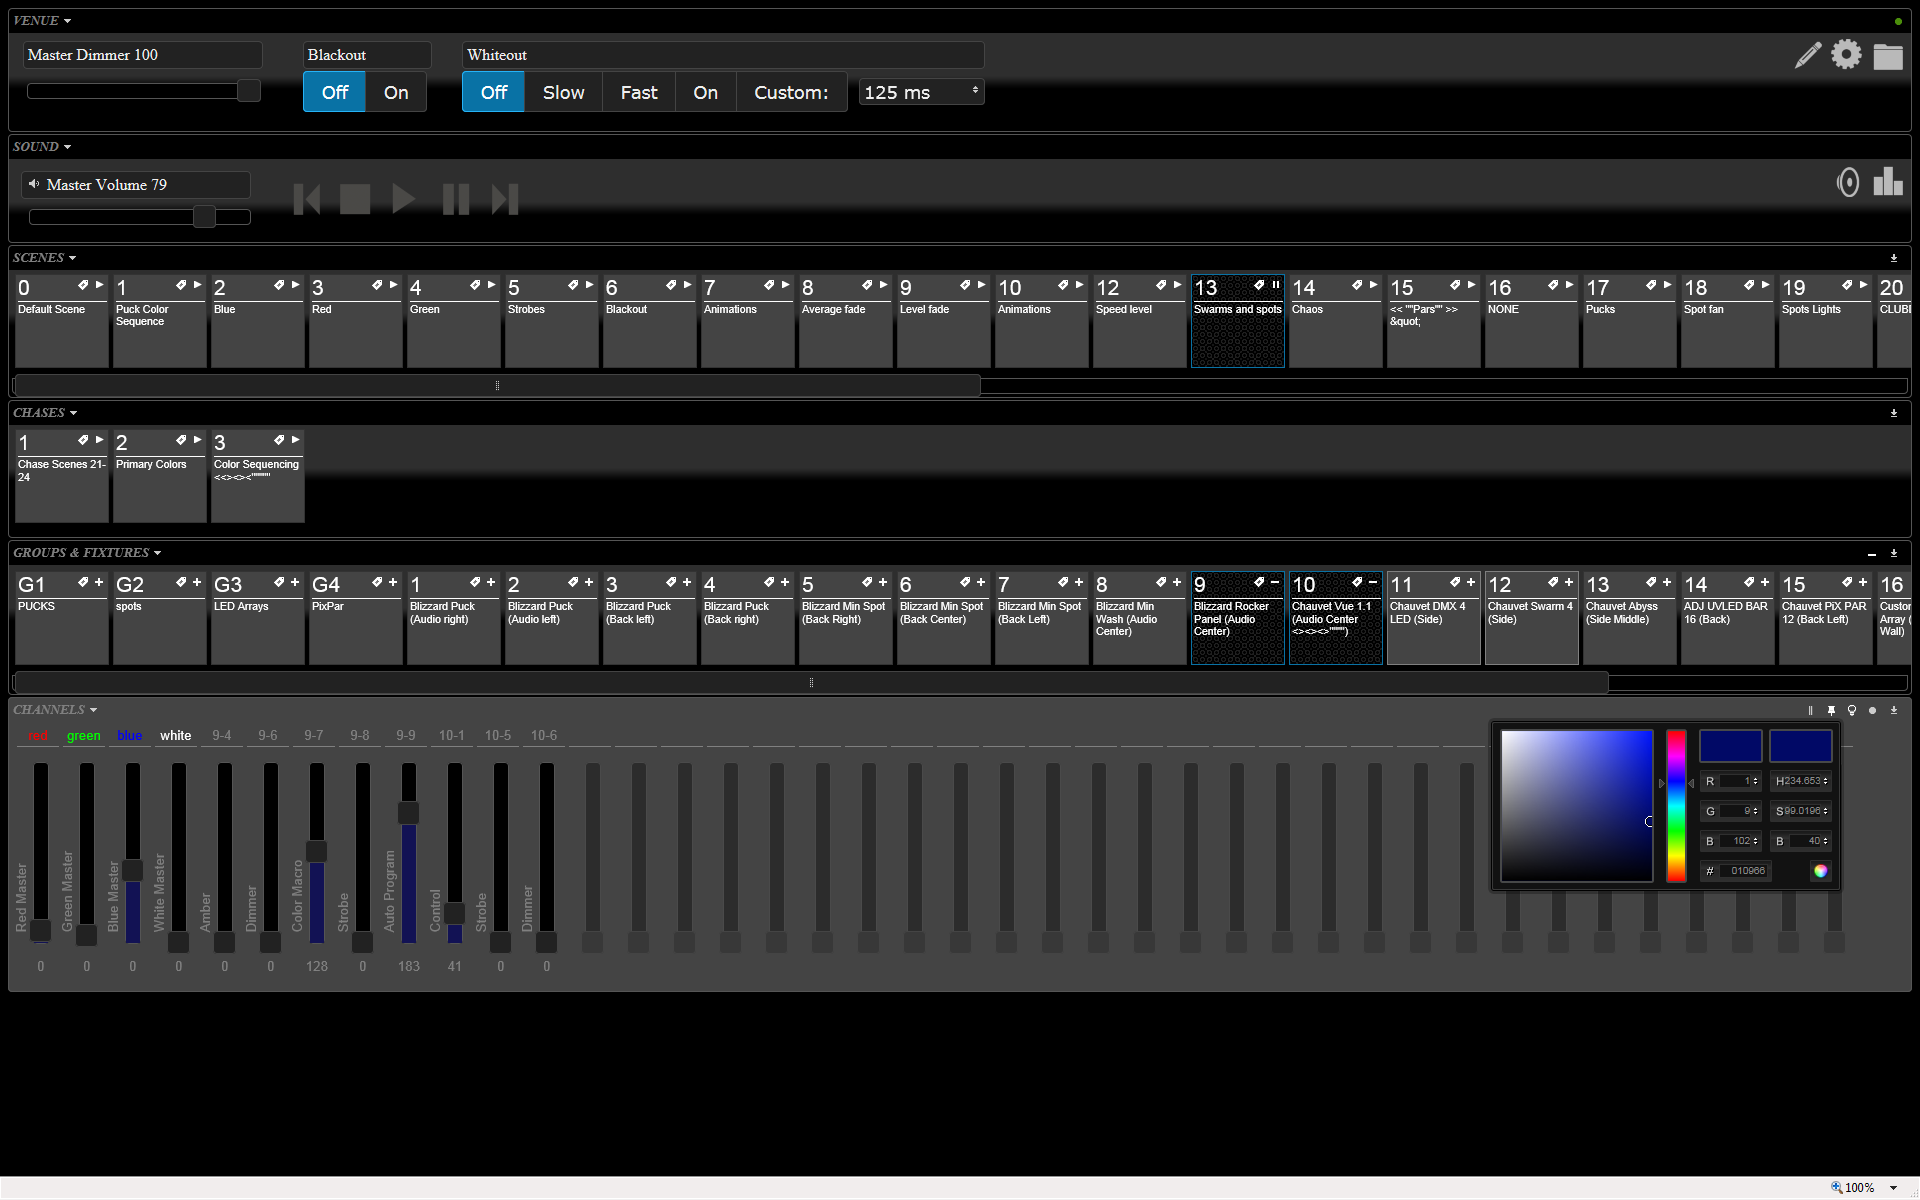 VENUE
Master Dimmer 100
Blackout
Whiteout
Off On
Off Slow Fast On Custom: 125 ms
SOUND
Master Volume 79
SCENES
0 1 2 3 4 5 6 7 8 9 10 12 13 14 15 16 17 18 19 20
Default Scene
Puck Color
Sequence
Blue
Red
Green
Strobes
Blackout
Animations
Average fade
Level fade
Animations
Speed level
Swarms and spots
Chaos
<< ""Pars"" >>
&quot;
NONE
Pucks
Spot fan
Spots Lights
CLUB
CHASES
1 2 3
Chase Scenes 21-
24
Primary Colors
Color Sequencing
GROUPS & FIXTURES
G1 G2 G3 G4 1 2 3 4 5 6 7 8 9 10 11 12 13 14 15 16
PUCKS
spots
LED Arrays
PixPar
Blizzard Puck
(Audio right)
Blizzard Puck
(Audio left)
Blizzard Puck
(Back left)
Blizzard Puck
(Back right)
Blizzard Min Spot
(Back Right)
Blizzard Min Spot
(Back Center)
Blizzard Min Spot
(Back Left)
Blizzard Min
Wash (Audio
Center)
Blizzard Rocker
Panel (Audio
Center)
Chauvet Vue 1.1
(Audio Center
Chauvet DMX 4
LED (Side)
Chauvet Swarm 4
(Side)
Chauvet Abyss
(Side Middle)
ADJ UVLED BAR
16 (Back)
Chauvet PiX PAR
12 (Back Left)
Custo
Array (
Wall)
CHANNELS
red green blue white 9-4 9-6 9-7 9-8 9-9 10-1 10-5 10-6
Red Master
Green Master
Blue Master
White Master
Amber
Dimmer
Color Macro
Strobe
Auto Program
Control
Strobe
Dimmer
0 0 0 0 0 0 128 0 183 41 0 0
R 1 H 234.653
G 9 S 99.0196
B 102 B 40
# 010966
100%